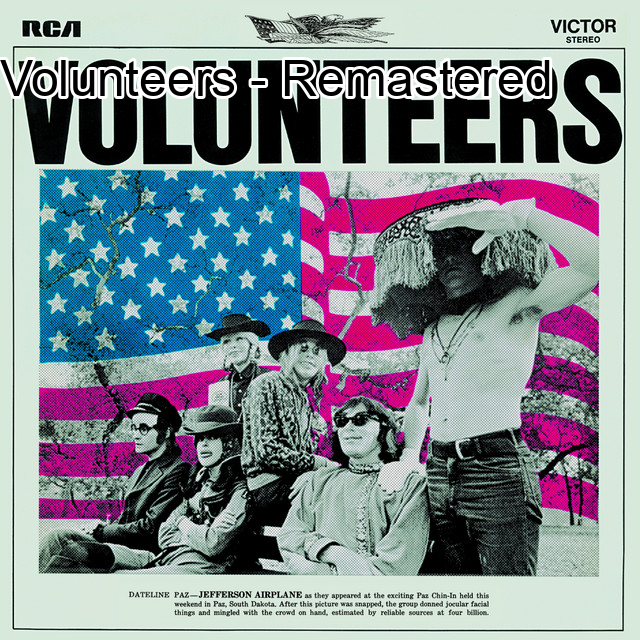 RCA
VICTOR
STEREO
Volunteers - Remastered
VOLUNTEERS
DATELINE PAZ—JEFFERSON AIRPLANE as they appeared at the exciting Paz Chin-In held this
weekend in Paz, South Dakota. After this picture was snapped, the group donned jocular facial
things and mingled with the crowd on hand, estimated by reliable sources at four billion.